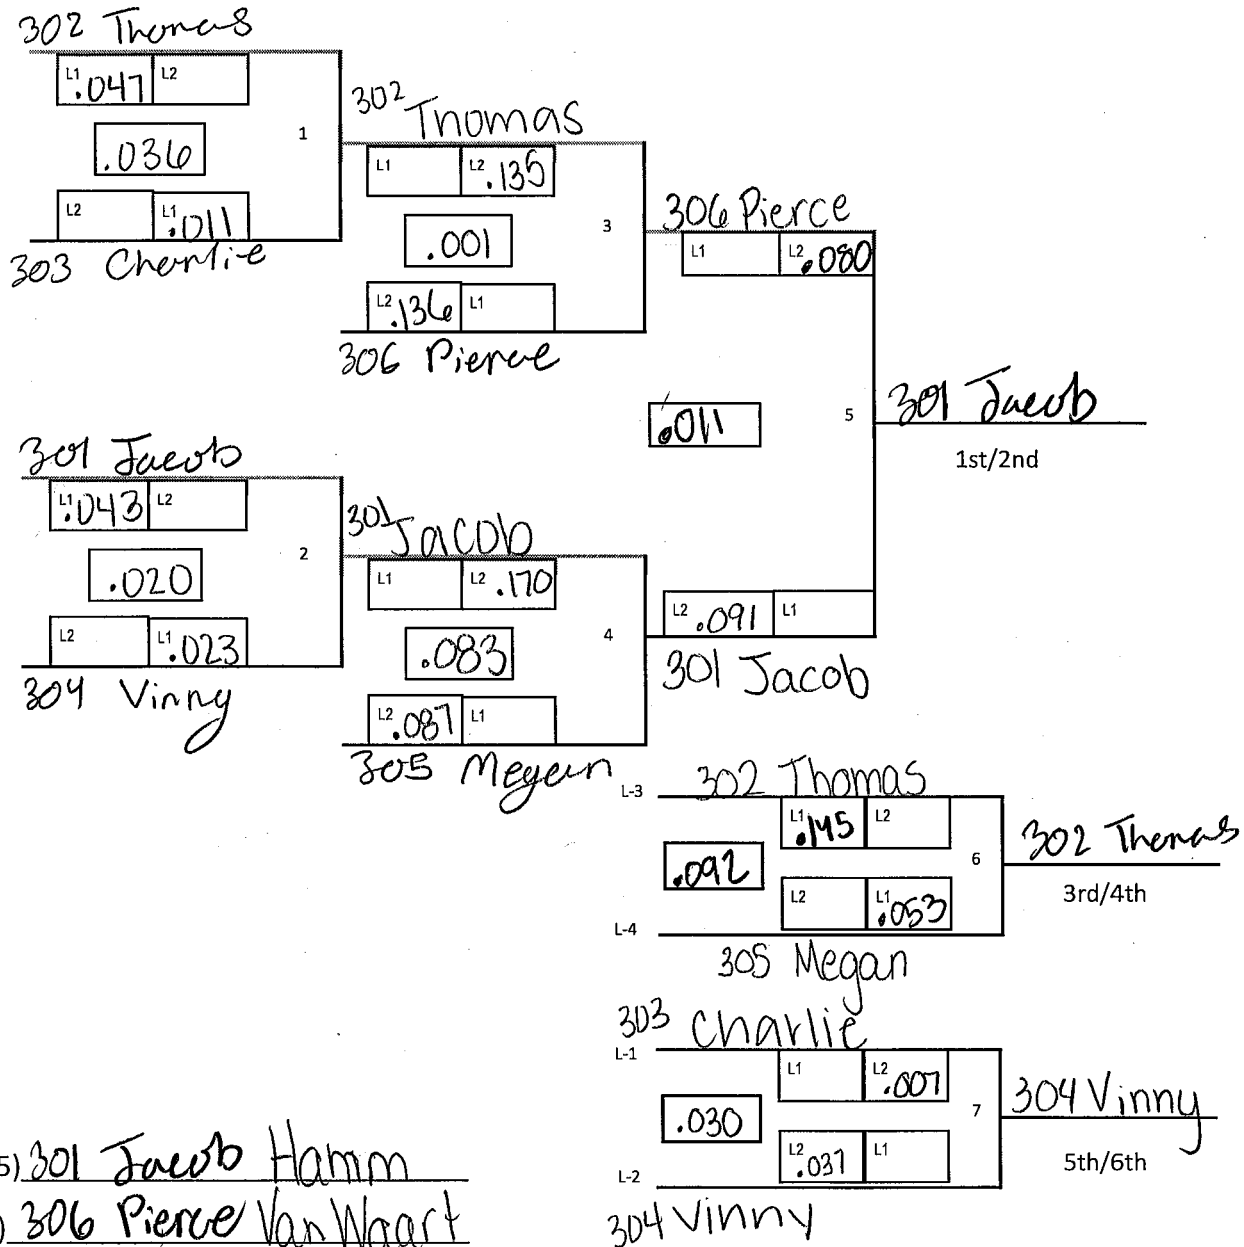 302 Thomas
L1 .047 L2
.036 1
L2 L1 .011
303 Charlie
302 Thomas
L1 L2 .135
.001 3
L2 .136 L1
306 Pierce
306 Pierce
L1 L2 .080
.011 5
301 Jacob
1st/2nd
301 Jacob
L1 .043 L2
.020 2
L2 L1 .023
304 Vinny
301 Jacob
L1 L2 .170
.083 4
L2 .087 L1
305 Megan
L2 .091 L1
301 Jacob
L-3 302 Thomas
L1 .145 L2
.092 6
302 Thomas
3rd/4th
L2 L1 .053
L-4
305 Megan
303 Charlie
L-1
L1 L2 .007
.030 7
304 Vinny
5th/6th
L2 .037 L1
L-2
304 Vinny
5) 301 Jacob Hamm
) 306 Pierce Van Waart